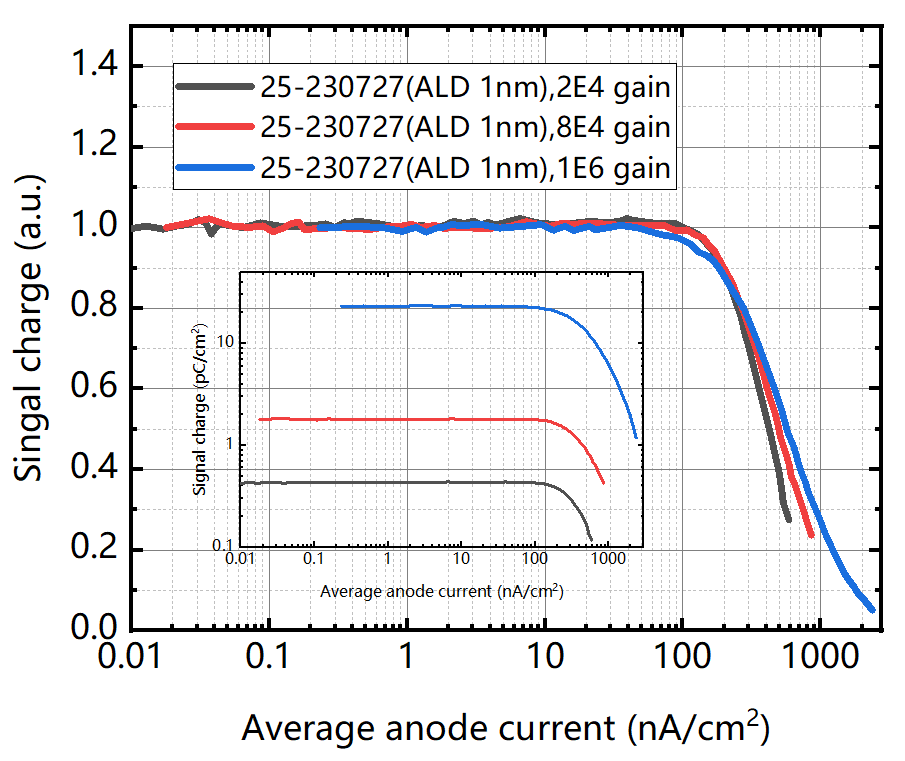 1.4
1.2
1.0
0.8
0.6
0.4
0.2
0.0
Singal charge (a.u.)
25-230727(ALD 1nm),2E4 gain
25-230727(ALD 1nm),8E4 gain
25-230727(ALD 1nm),1E6 gain
10
1
0.1
Signal charge (pC/cm²)
0.01 0.1 1 10 100 1000
Average anode current (nA/cm²)
0.01 0.1 1 10 100 1000
Average anode current (nA/cm²)